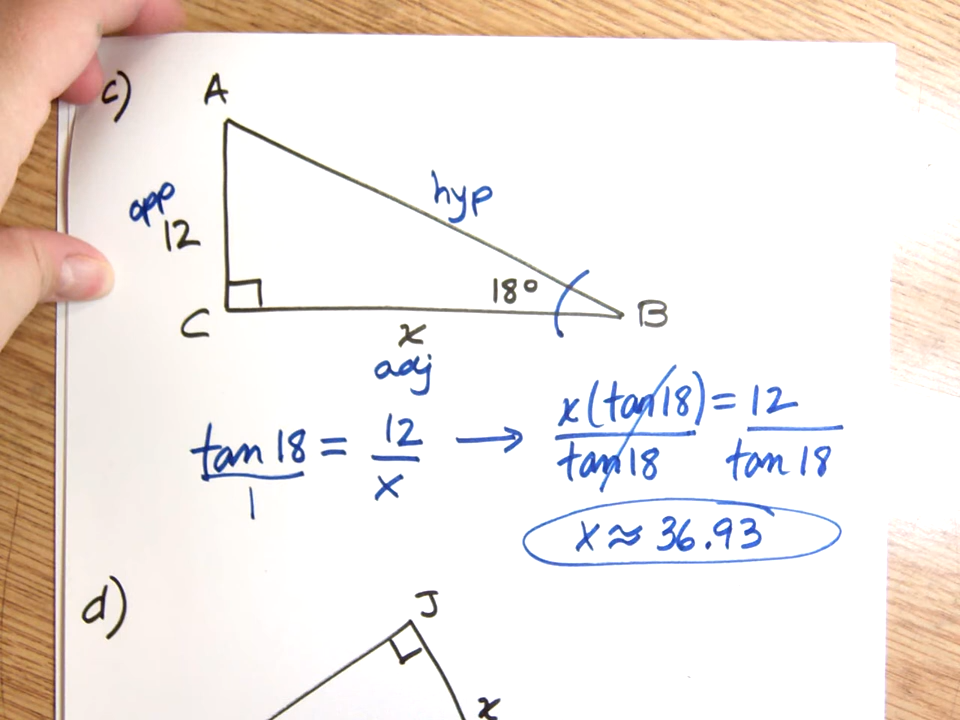 c)
A
opp
12
hyp
18°
C
B
x
adj
tan 18 / 1 = 12 / x → x(tan 18) / tan 18 = 12 / tan 18
x ≈ 36.93
d)
J
x